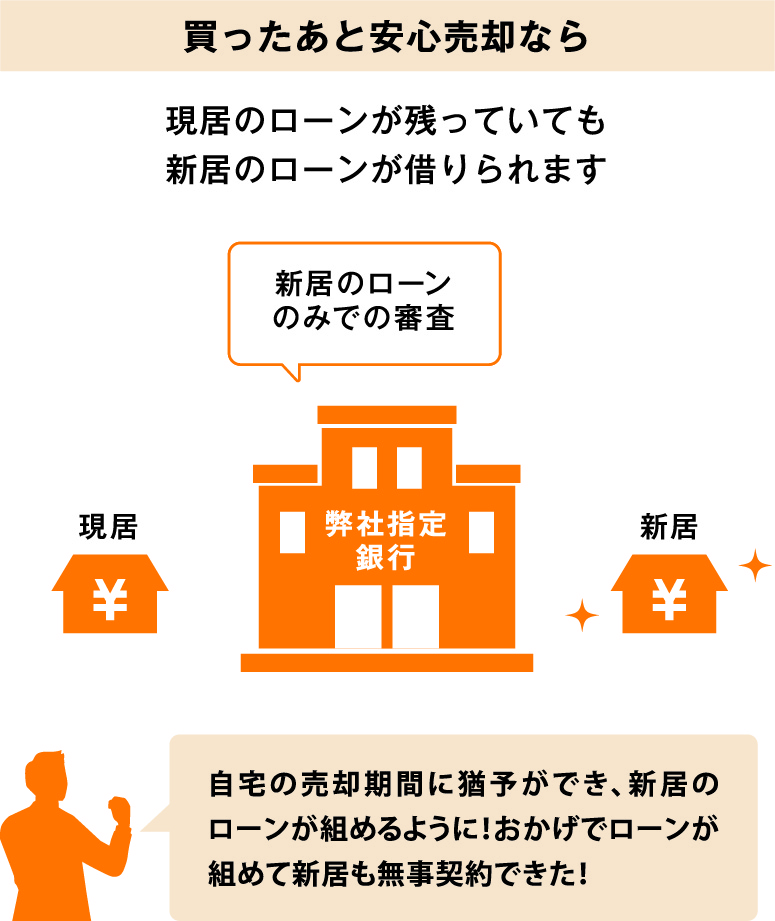 買ったあと安心売却なら
現居のローンが残っていても
新居のローンが借りられます
新居のローン
のみでの審査
弊社指定
銀行
現居
¥
新居
¥
自宅の売却期間に猶予ができ、新居の
ローンが組めるように!おかげでローンが
組めて新居も無事契約できた!